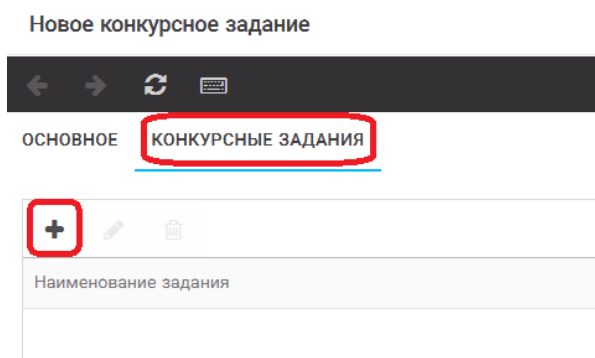 Новое конкурсное задание
ОСНОВНОЕ КОНКУРСНЫЕ ЗАДАНИЯ
Наименование задания